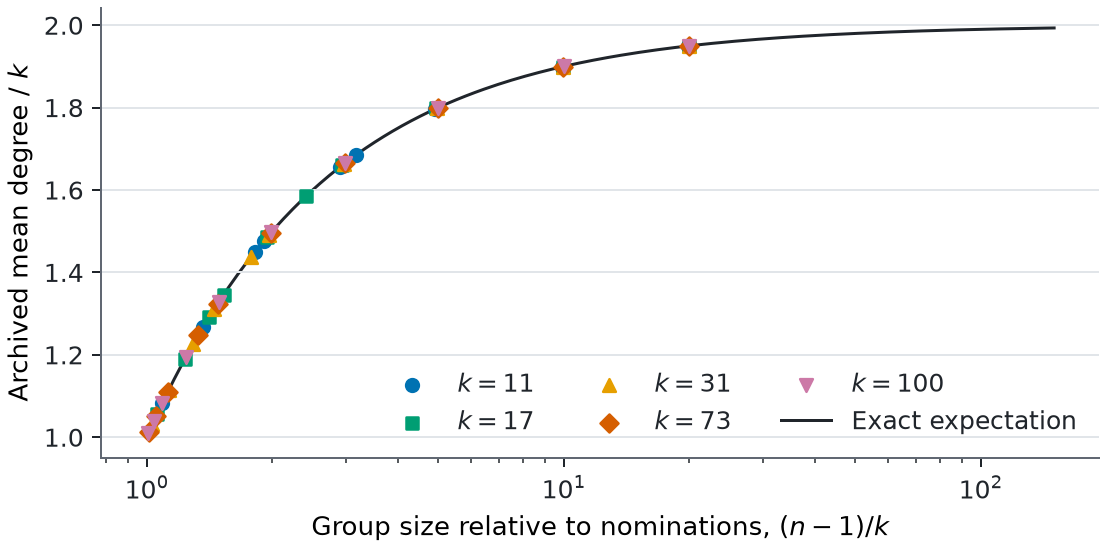 Archived mean degree / k
2.0
1.8
1.6
1.4
1.2
1.0
k = 11
k = 17
k = 31
k = 73
k = 100
Exact expectation
10⁰
10¹
10²
Group size relative to nominations, (n − 1)/k